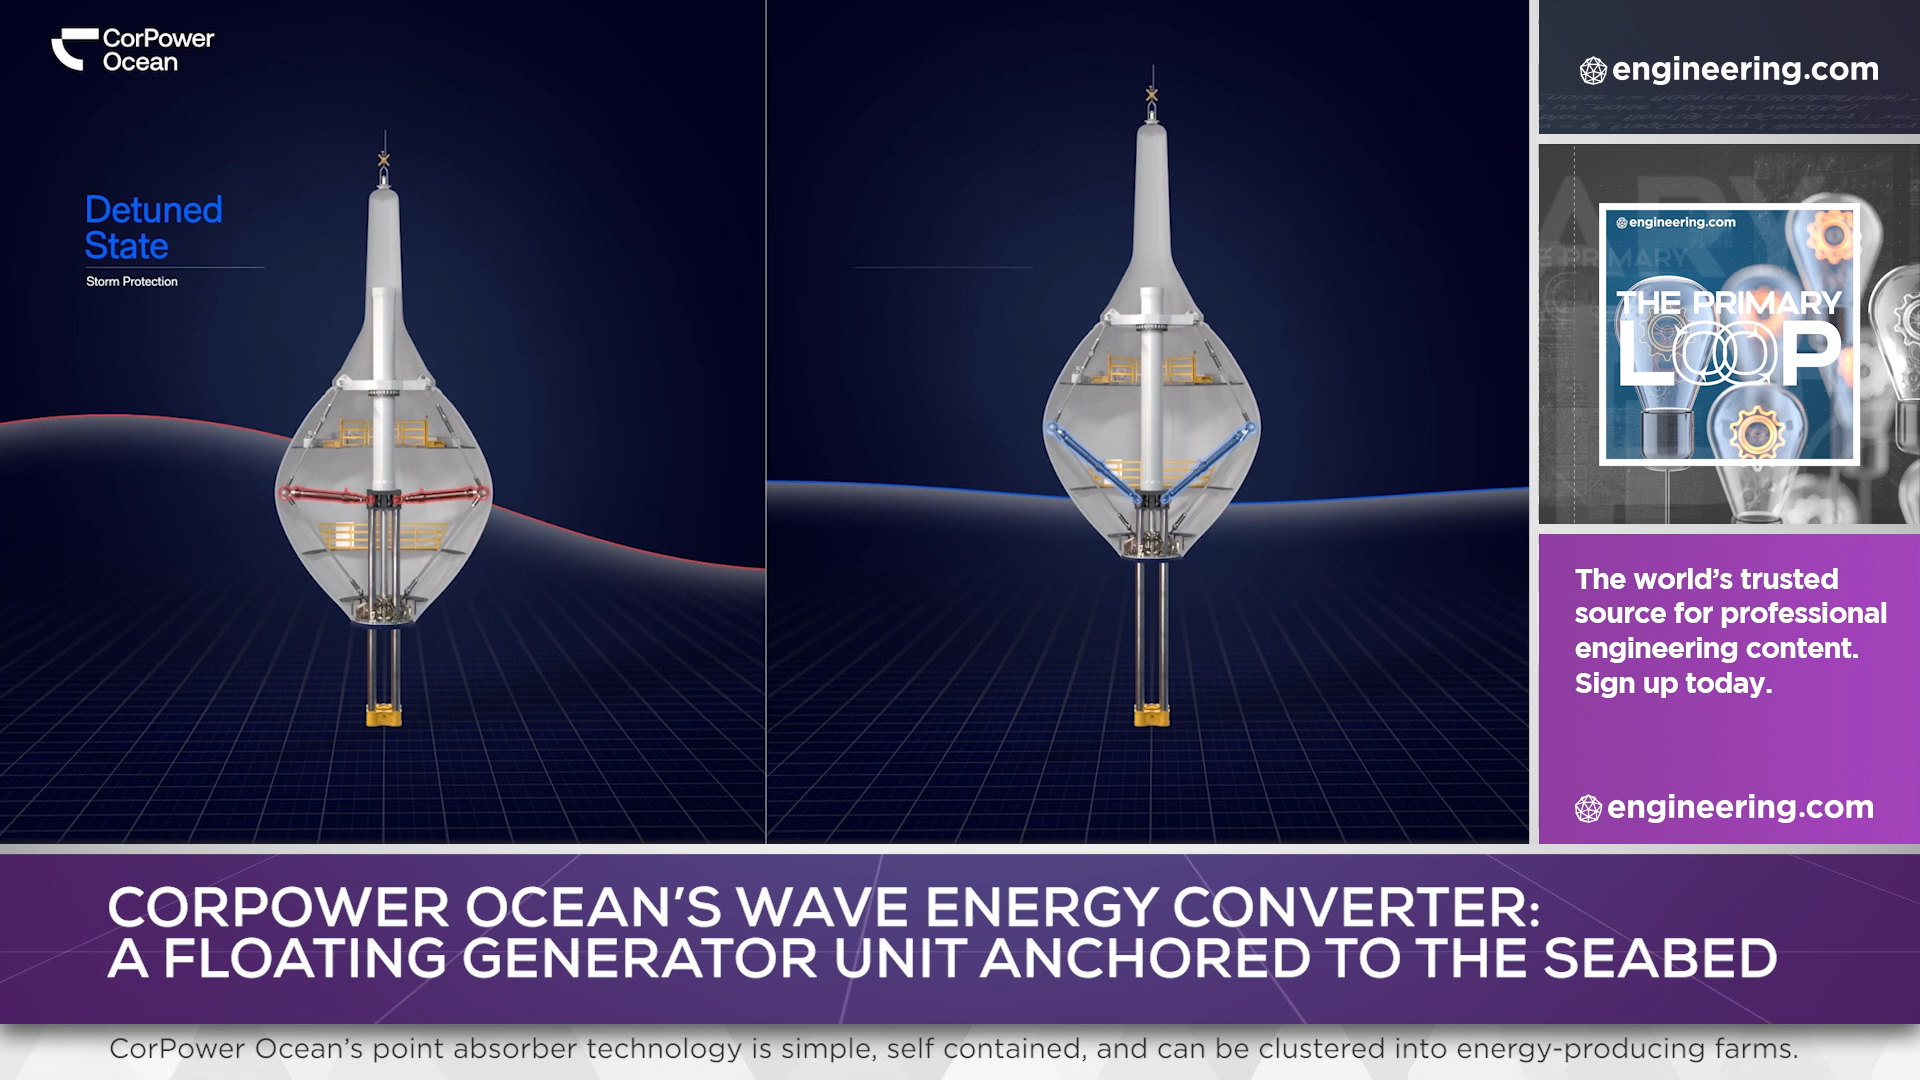 CorPower
Ocean
Detuned
State
Storm Protection
engineering.com
engineering.com
THE PRIMARY
LOOP
The world's trusted
source for professional
engineering content.
Sign up today.
engineering.com
CORPOWER OCEAN'S WAVE ENERGY CONVERTER:
A FLOATING GENERATOR UNIT ANCHORED TO THE SEABED
CorPower Ocean's point absorber technology is simple, self contained, and can be clustered into energy-producing farms.